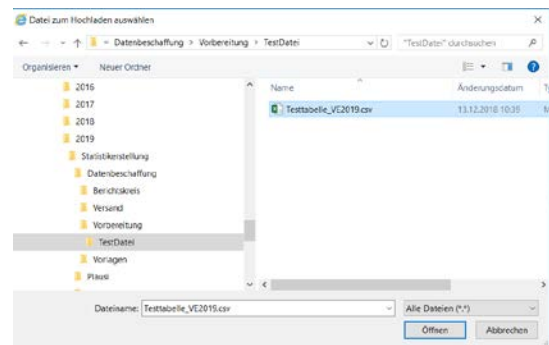 Datei zum Hochladen auswählen
« Datenbeschaffung > Vorbereitung > TestDatei
"TestDatei" durchsuchen
Organisieren
Neuer Ordner
2016
2017
2018
2019
Statistikerstellung
Datenbeschaffung
Berichtskreis
Versand
Vorbereitung
TestDatei
Vorlagen
Plausi
Name
Änderungsdatum
Testtabelle_VE2019.csv
13.12.2018 10:35
Dateiname: Testtabelle_VE2019.csv
Alle Dateien (*.*)
Öffnen
Abbrechen